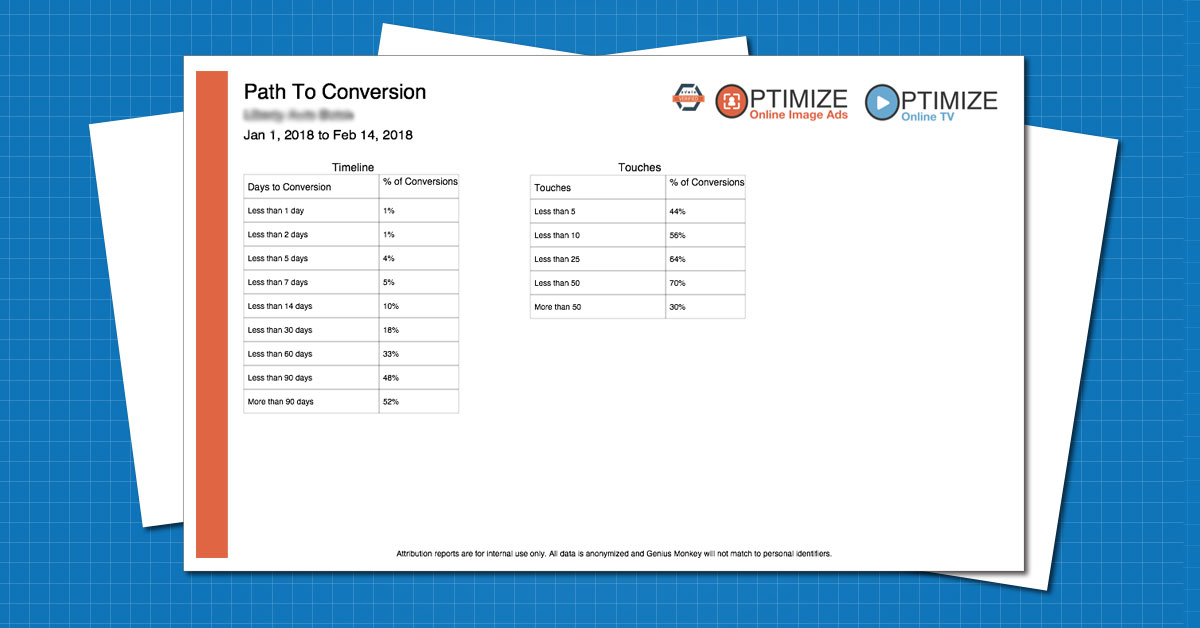 Path To Conversion
Jan 1, 2018 to Feb 14, 2018
PTIMIZE
Online Image Ads
PTIMIZE
Online TV
Timeline
Days to Conversion % of Conversions
Less than 1 day 1%
Less than 2 days 1%
Less than 5 days 4%
Less than 7 days 5%
Less than 14 days 10%
Less than 30 days 18%
Less than 60 days 33%
Less than 90 days 48%
More than 90 days 52%
Touches
Touches % of Conversions
Less than 5 44%
Less than 10 56%
Less than 25 64%
Less than 50 70%
More than 50 30%
Attribution reports are for internal use only. All data is anonymized and Genius Monkey will not match to personal identifiers.